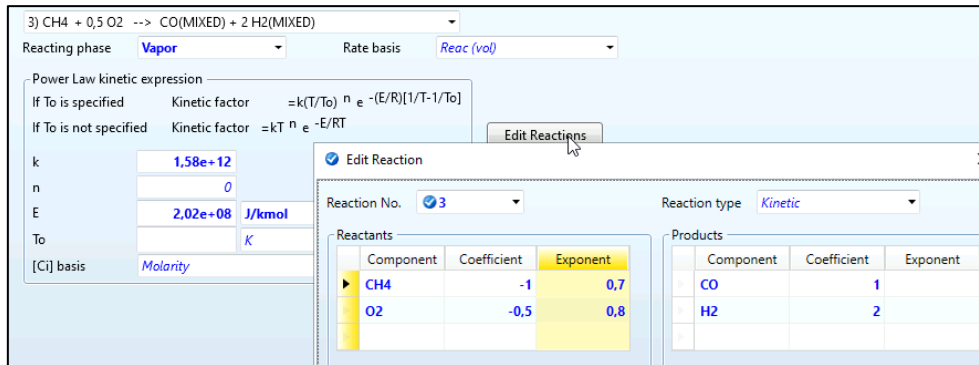 3) CH4 + 0,5 O2 --> CO(MIXED) + 2 H2(MIXED)
Reacting phase Vapor Rate basis Reac (vol)
Power Law kinetic expression
If To is specified Kinetic factor =k(T/To) n e -(E/R)[1/T-1/To]
If To is not specified Kinetic factor =kT n e -E/RT
Edit Reactions
k 1,58e+12
n 0
E 2,02e+08 J/kmol
To K
[Ci] basis Molarity
Edit Reaction
Reaction No. 3 Reaction type Kinetic
Reactants Products
Component Coefficient Exponent Component Coefficient Exponent
CH4 -1 0,7 CO 1
O2 -0,5 0,8 H2 2